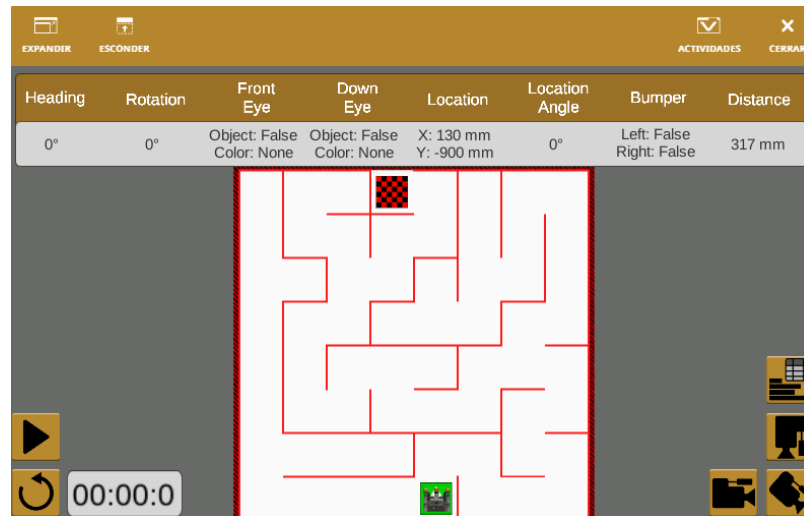 EXPANDIR
ESCONDER
ACTIVIDADES
CERRAR
Heading
Rotation
Front
Eye
Down
Eye
Location
Location
Angle
Bumper
Distance
0°
0°
Object: False
Color: None
Object: False
Color: None
X: 130 mm
Y: -900 mm
0°
Left: False
Right: False
317 mm
00:00:0